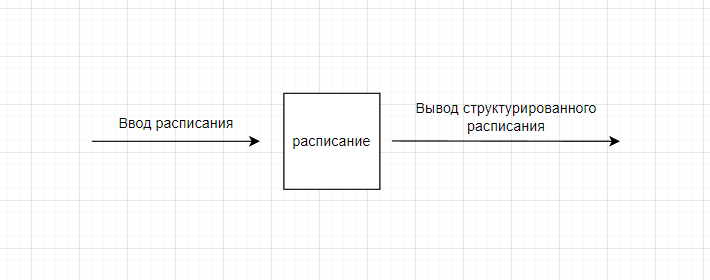 Ввод расписания
расписание
Вывод структурированного
расписания